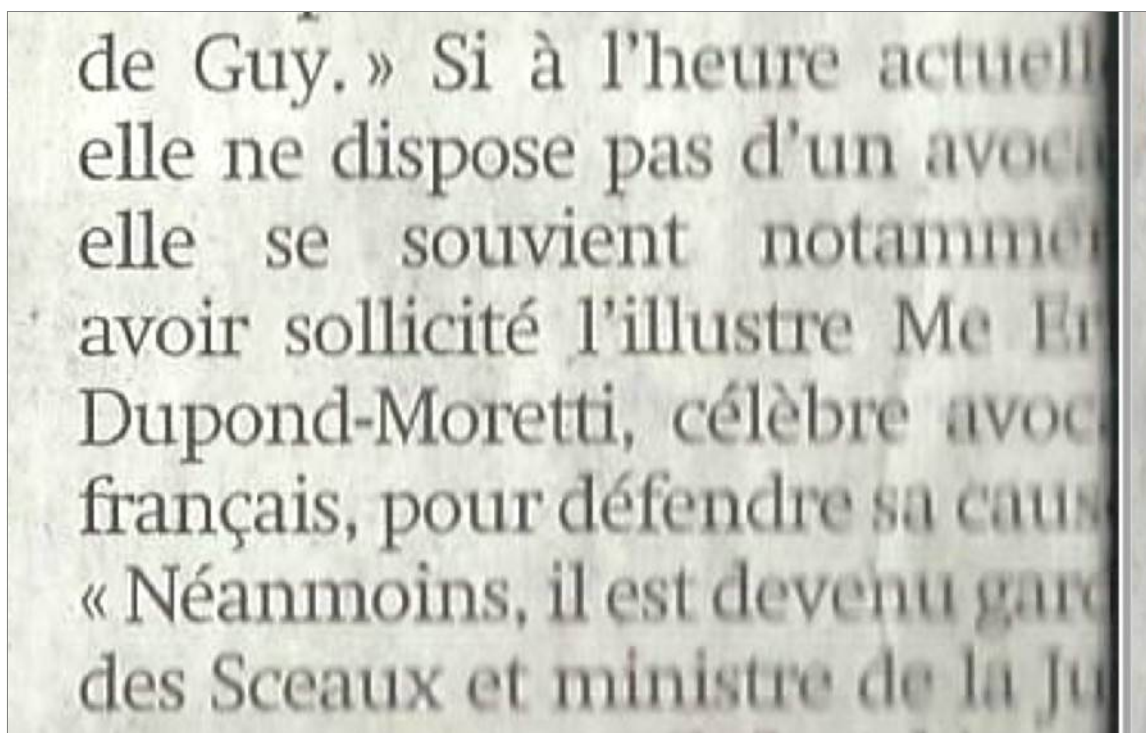 de Guy. » Si à l'heure
elle ne dispose pas d'un
elle se souvient
avoir sollicité l'illustre Me
Dupond-Moretti, célèbre
français, pour défendre sa
« Néanmoins, il est devenu
des Sceaux et ministre de la